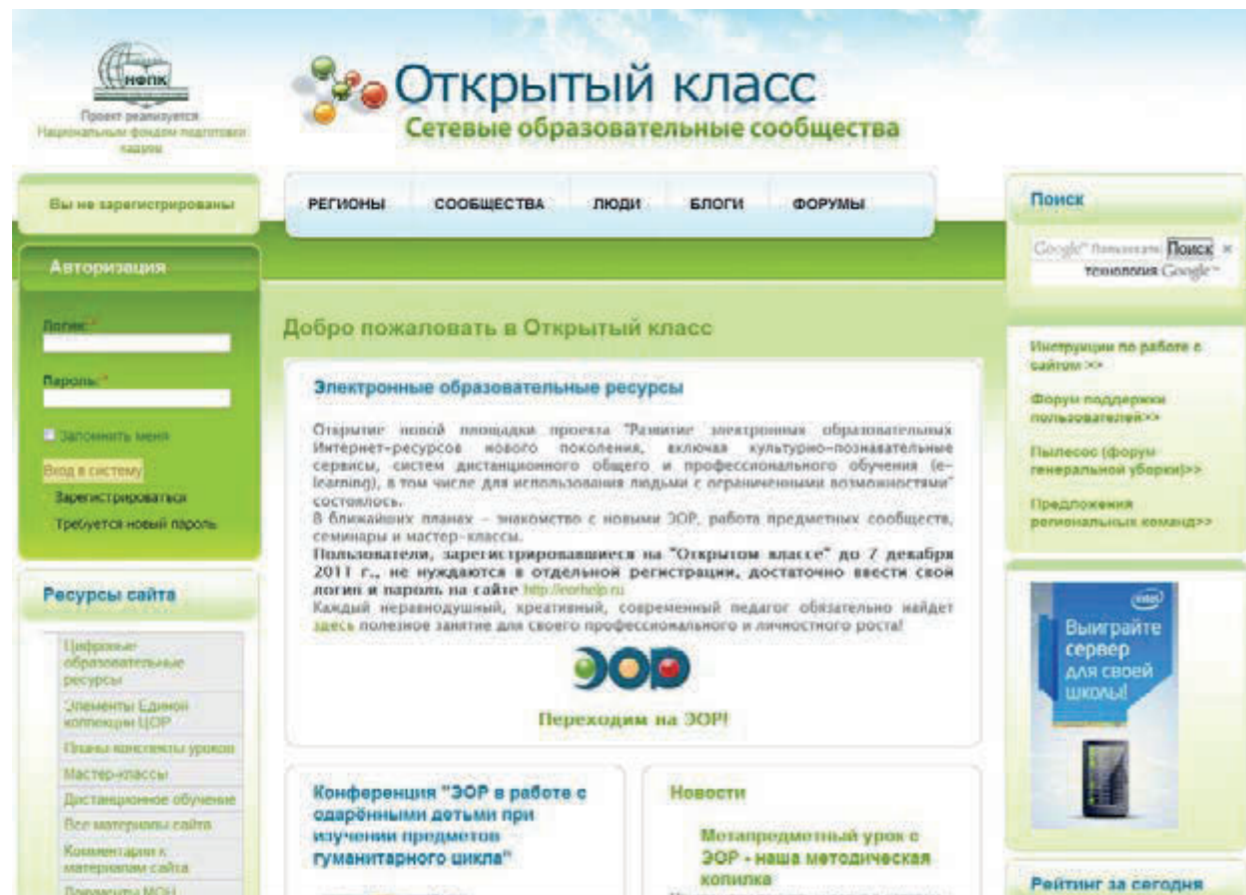 НФПК
Проект реализуется
Национальным фондом подготовки
кадров
Открытый класс
Сетевые образовательные сообщества
Вы не зарегистрированы
РЕГИОНЫ СООБЩЕСТВА ЛЮДИ БЛОГИ ФОРУМЫ
Поиск
Google™ Пользовате Поиск ×
технология Google™
Авторизация
Логин: *
Пароль: *
Запомнить меня
Вход в систему
Зарегистрироваться
Требуется новый пароль
Добро пожаловать в Открытый класс
Электронные образовательные ресурсы
Открытие новой площадки проекта "Развитие электронных образовательных
Интернет-ресурсов нового поколения, включая культурно-познавательные
сервисы, систем дистанционного общего и профессионального обучения (e-
learning), в том числе для использования людьми с ограниченными возможностями"
состоялось.
В ближайших планах – знакомство с новыми ЭОР, работа предметных сообществ,
семинары и мастер-классы.
Пользователи, зарегистрировавшиеся на "Открытом классе" до 7 декабря
2011 г., не нуждаются в отдельной регистрации, достаточно ввести свой
логин и пароль на сайте http://eorhelp.ru
Каждый неравнодушный, креативный, современный педагог обязательно найдет
здесь полезное занятие для своего профессионального и личностного роста!
ЭОР
Переходим на ЭОР!
Инструкции по работе с
сайтом >>
Форум поддержки
пользователей>>
Пылесос (форум
генеральной уборки)>>
Предложения
региональных команд>>
Ресурсы сайта
Цифровые
образовательные
ресурсы
Элементы Единой
коллекции ЦОР
Планы конспекты уроков
Мастер-классы
Дистанционное обучение
Все материалы сайта
Комментарии к
материалам сайта
Документы МОН
intel
Выиграйте
сервер
для своей
школы!
Конференция "ЭОР в работе с
одарёнными детьми при
изучении предметов
гуманитарного цикла"
Новости
Метапредметный урок с
ЭОР - наша методическая
копилка
Рейтинг за сегодня